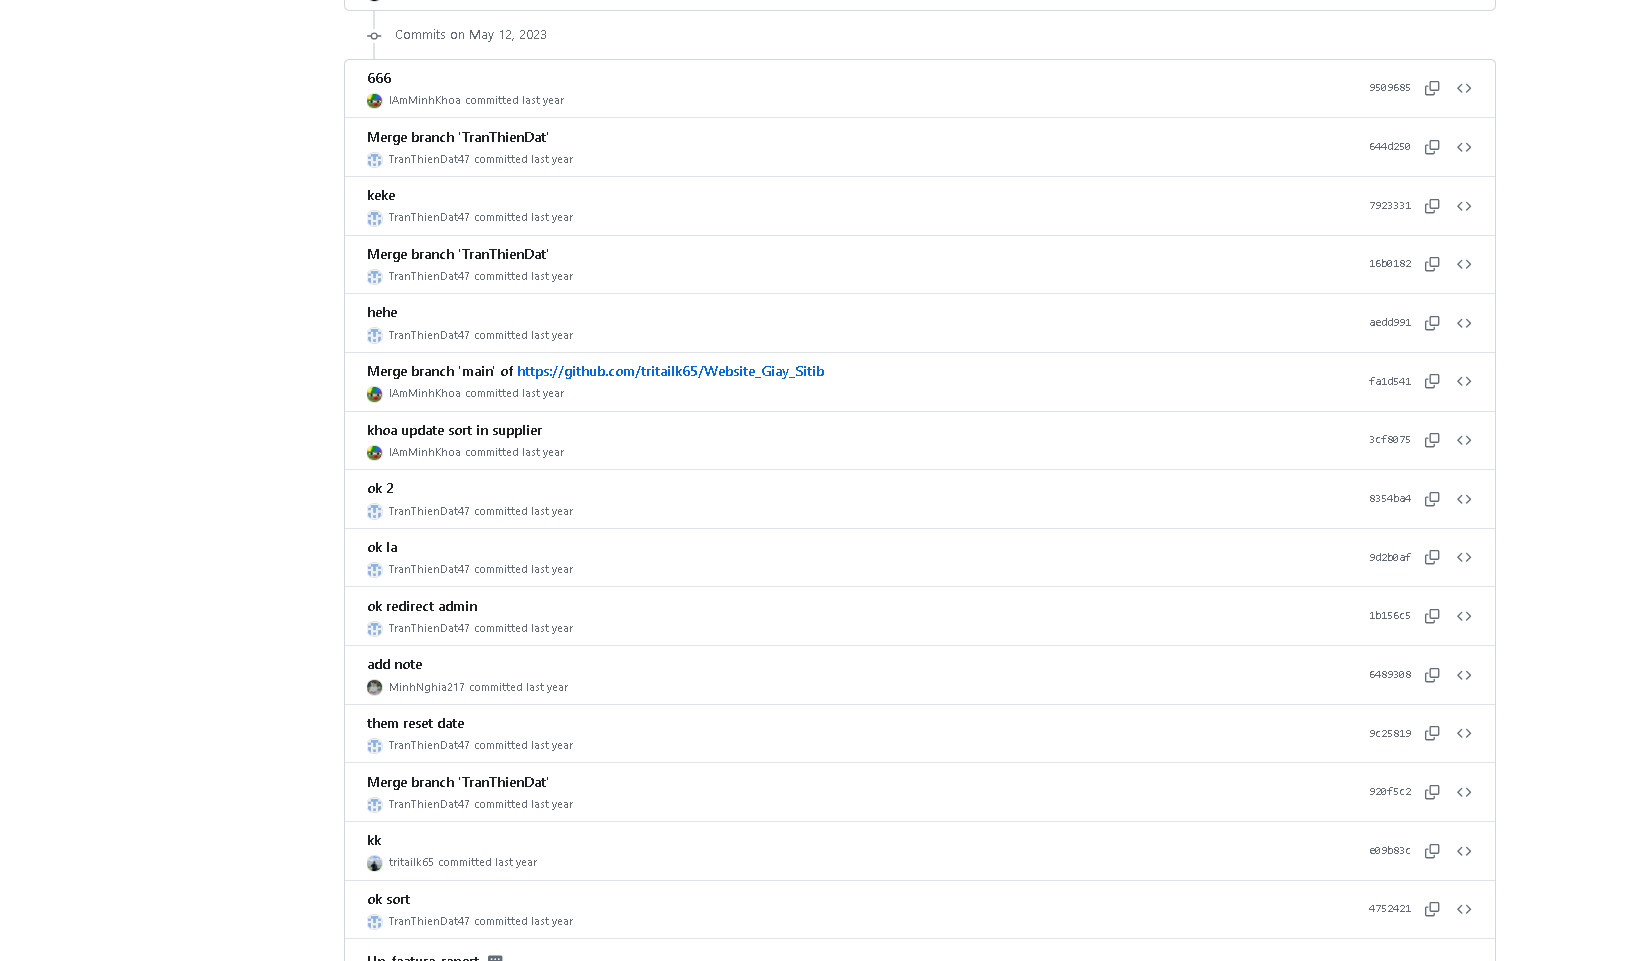 Commits on May 12, 2023
666
IAmMinhKhoa committed last year
9509685
Merge branch 'TranThienDat'
TranThienDat47 committed last year
644d250
keke
TranThienDat47 committed last year
7923331
Merge branch 'TranThienDat'
TranThienDat47 committed last year
16b0182
hehe
TranThienDat47 committed last year
aedd991
Merge branch 'main' of https://github.com/tritailk65/Website_Giay_Sitib
IAmMinhKhoa committed last year
fa1d541
khoa update sort in supplier
IAmMinhKhoa committed last year
3cf8075
ok 2
TranThienDat47 committed last year
8354ba4
ok la
TranThienDat47 committed last year
9d2b0af
ok redirect admin
TranThienDat47 committed last year
1b156c5
add note
MinhNghia217 committed last year
6489308
them reset date
TranThienDat47 committed last year
9c25819
Merge branch 'TranThienDat'
TranThienDat47 committed last year
920f5c2
kk
tritailk65 committed last year
e09b83c
ok sort
TranThienDat47 committed last year
4752421